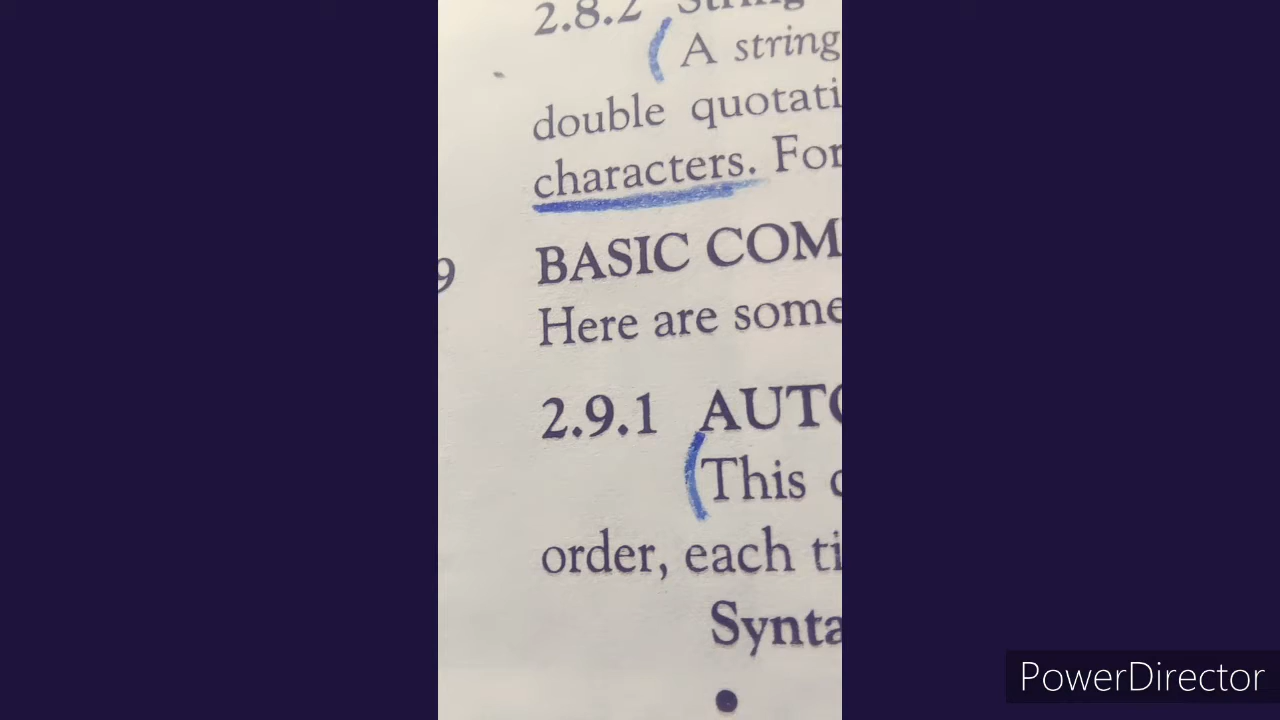 2.8.2 String
A string
double quotati
characters. For
9 BASIC COM
Here are some
2.9.1 AUTO
This c
order, each ti
Synta
•
PowerDirector